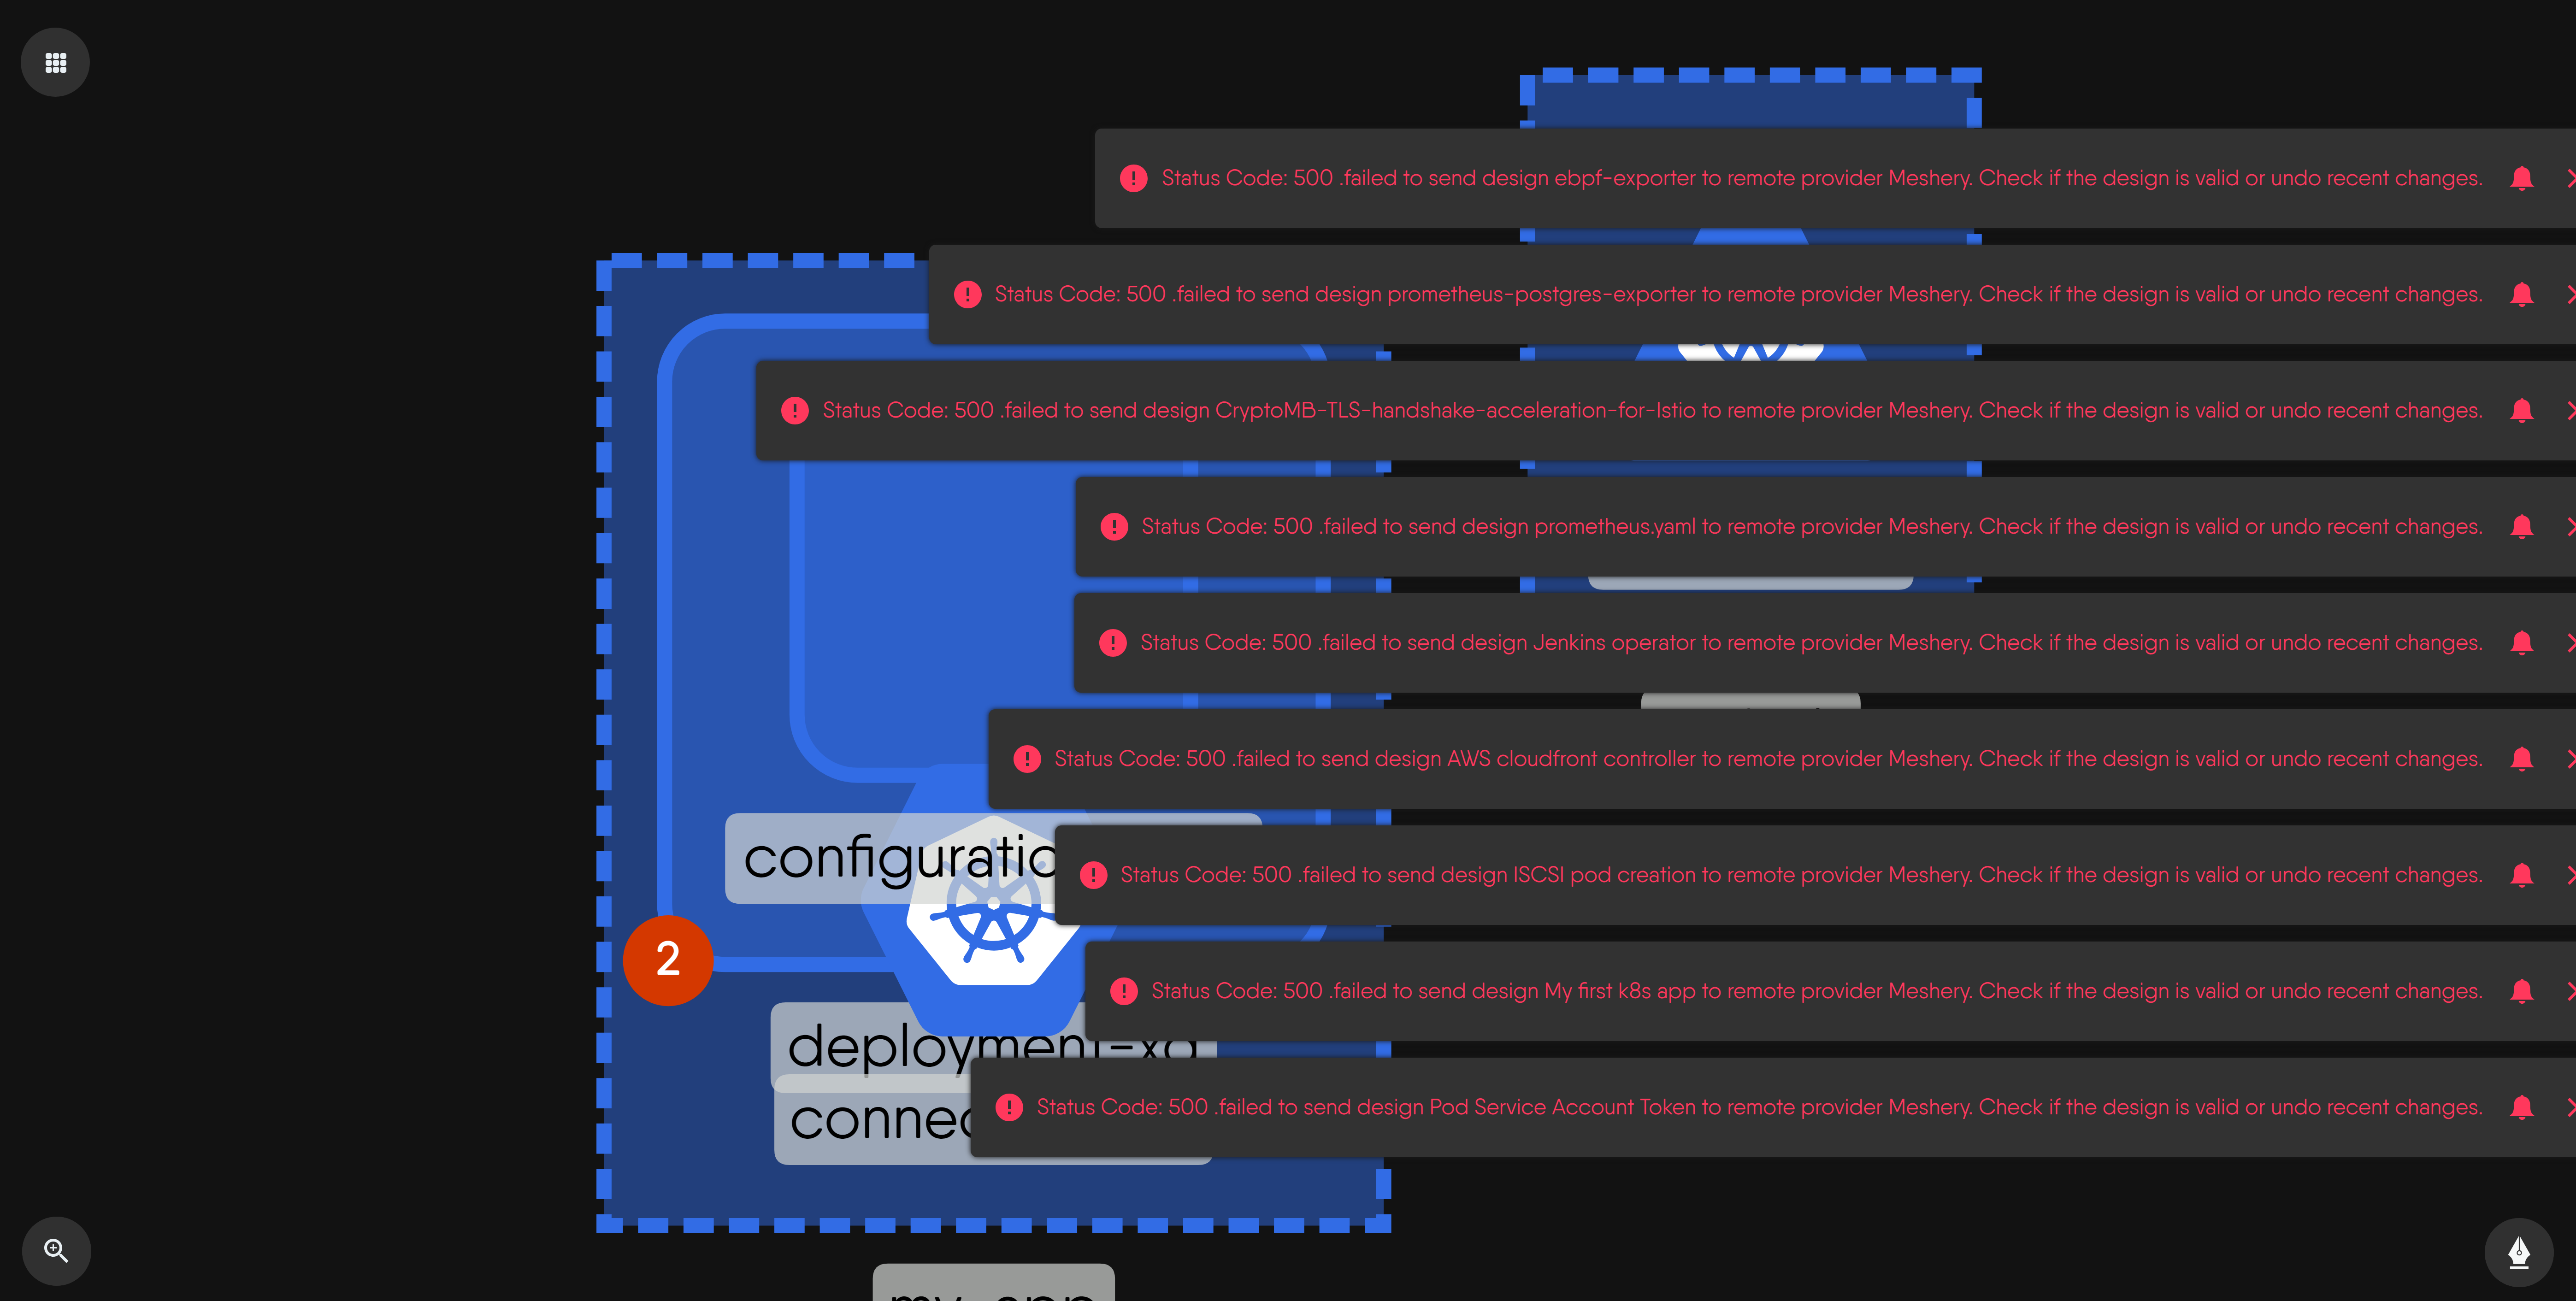 Status Code: 500 .failed to send design ebpf-exporter to remote provider Meshery. Check if the design is valid or undo recent changes.
Status Code: 500 .failed to send design prometheus-postgres-exporter to remote provider Meshery. Check if the design is valid or undo recent changes.
Status Code: 500 .failed to send design CryptoMB-TLS-handshake-acceleration-for-Istio to remote provider Meshery. Check if the design is valid or undo recent changes.
Status Code: 500 .failed to send design prometheus.yaml to remote provider Meshery. Check if the design is valid or undo recent changes.
Status Code: 500 .failed to send design Jenkins operator to remote provider Meshery. Check if the design is valid or undo recent changes.
Status Code: 500 .failed to send design AWS cloudfront controller to remote provider Meshery. Check if the design is valid or undo recent changes.
configuratio
Status Code: 500 .failed to send design ISCSI pod creation to remote provider Meshery. Check if the design is valid or undo recent changes.
2
Status Code: 500 .failed to send design My first k8s app to remote provider Meshery. Check if the design is valid or undo recent changes.
deployment-xq
connec
Status Code: 500 .failed to send design Pod Service Account Token to remote provider Meshery. Check if the design is valid or undo recent changes.